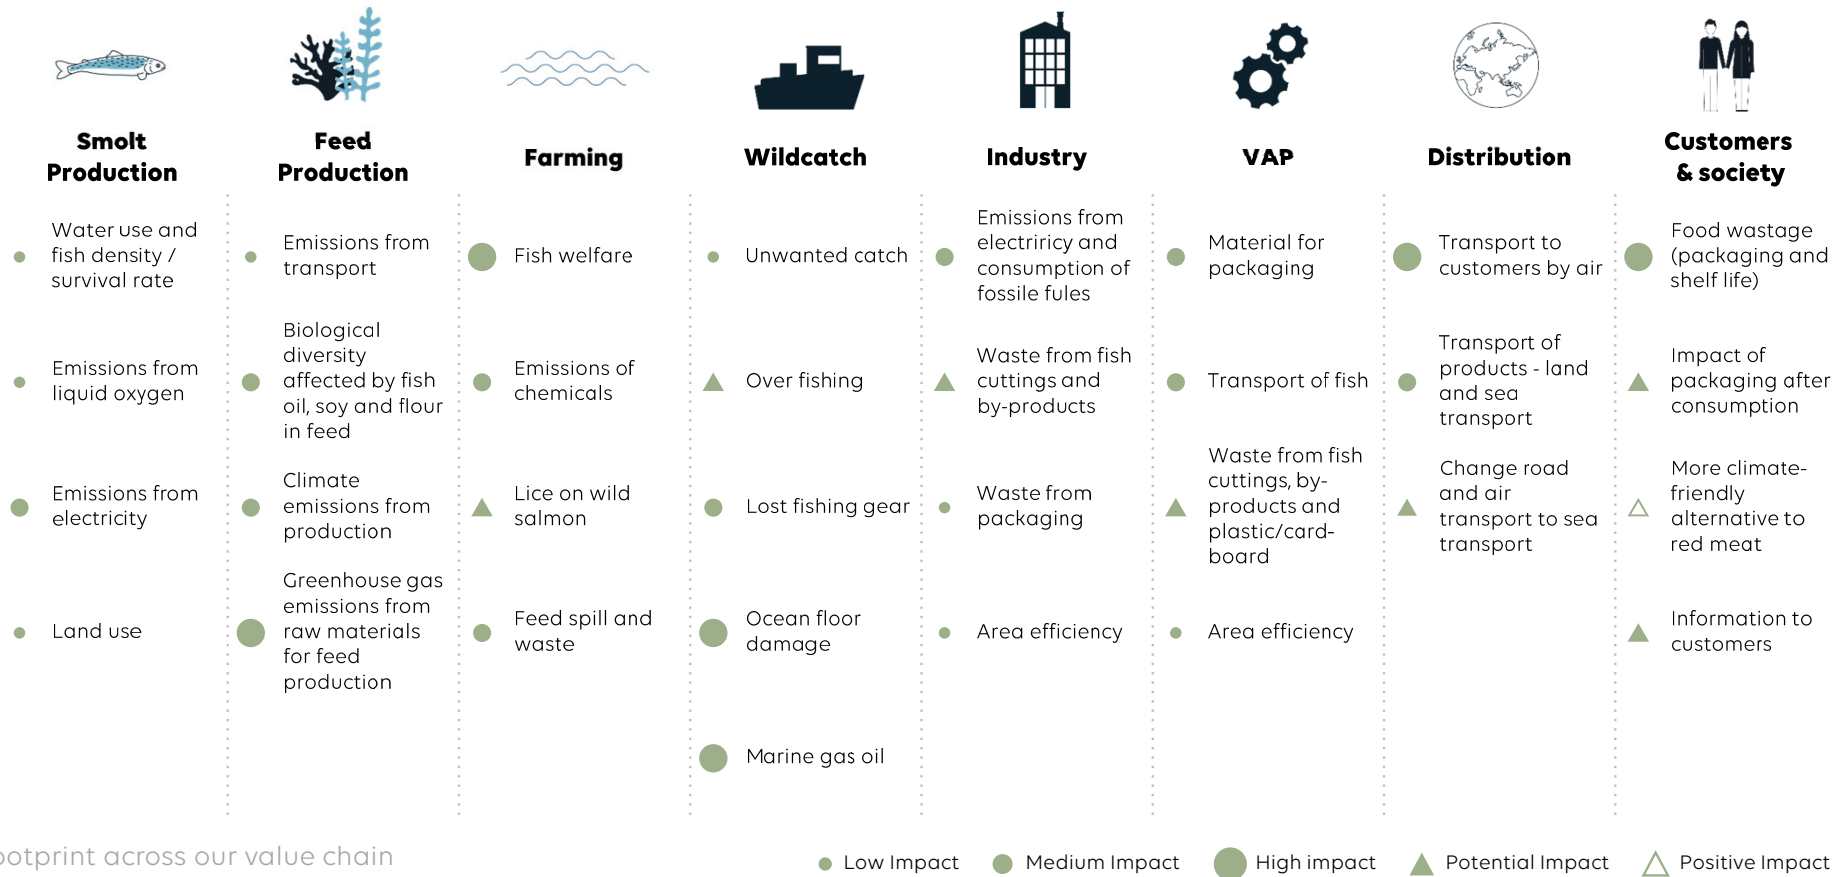 Smolt
Production
Feed
Production
Farming
Wildcatch
Industry
VAP
Distribution
Customers
& society
Water use and
fish density /
survival rate
Emissions from
liquid oxygen
Emissions from
electricity
Land use
Emissions from
transport
Biological
diversity
affected by fish
oil, soy and flour
in feed
Climate
emissions from
production
Greenhouse gas
emissions from
raw materials
for feed
production
Fish welfare
Emissions of
chemicals
Lice on wild
salmon
Feed spill and
waste
Unwanted catch
Over fishing
Lost fishing gear
Ocean floor
damage
Marine gas oil
Emissions from
electriricy and
consumption of
fossile fules
Waste from fish
cuttings and
by-products
Waste from
packaging
Area efficiency
Material for
packaging
Transport of fish
Waste from fish
cuttings, by-
products and
plastic/card-
board
Area efficiency
Transport to
customers by air
Transport of
products - land
and sea
transport
Change road
and air
transport to sea
transport
Food wastage
(packaging and
shelf life)
Impact of
packaging after
consumption
More climate-
friendly
alternative to
red meat
Information to
customers
ootprint across our value chain
Low Impact
Medium Impact
High impact
Potential Impact
Positive Impact